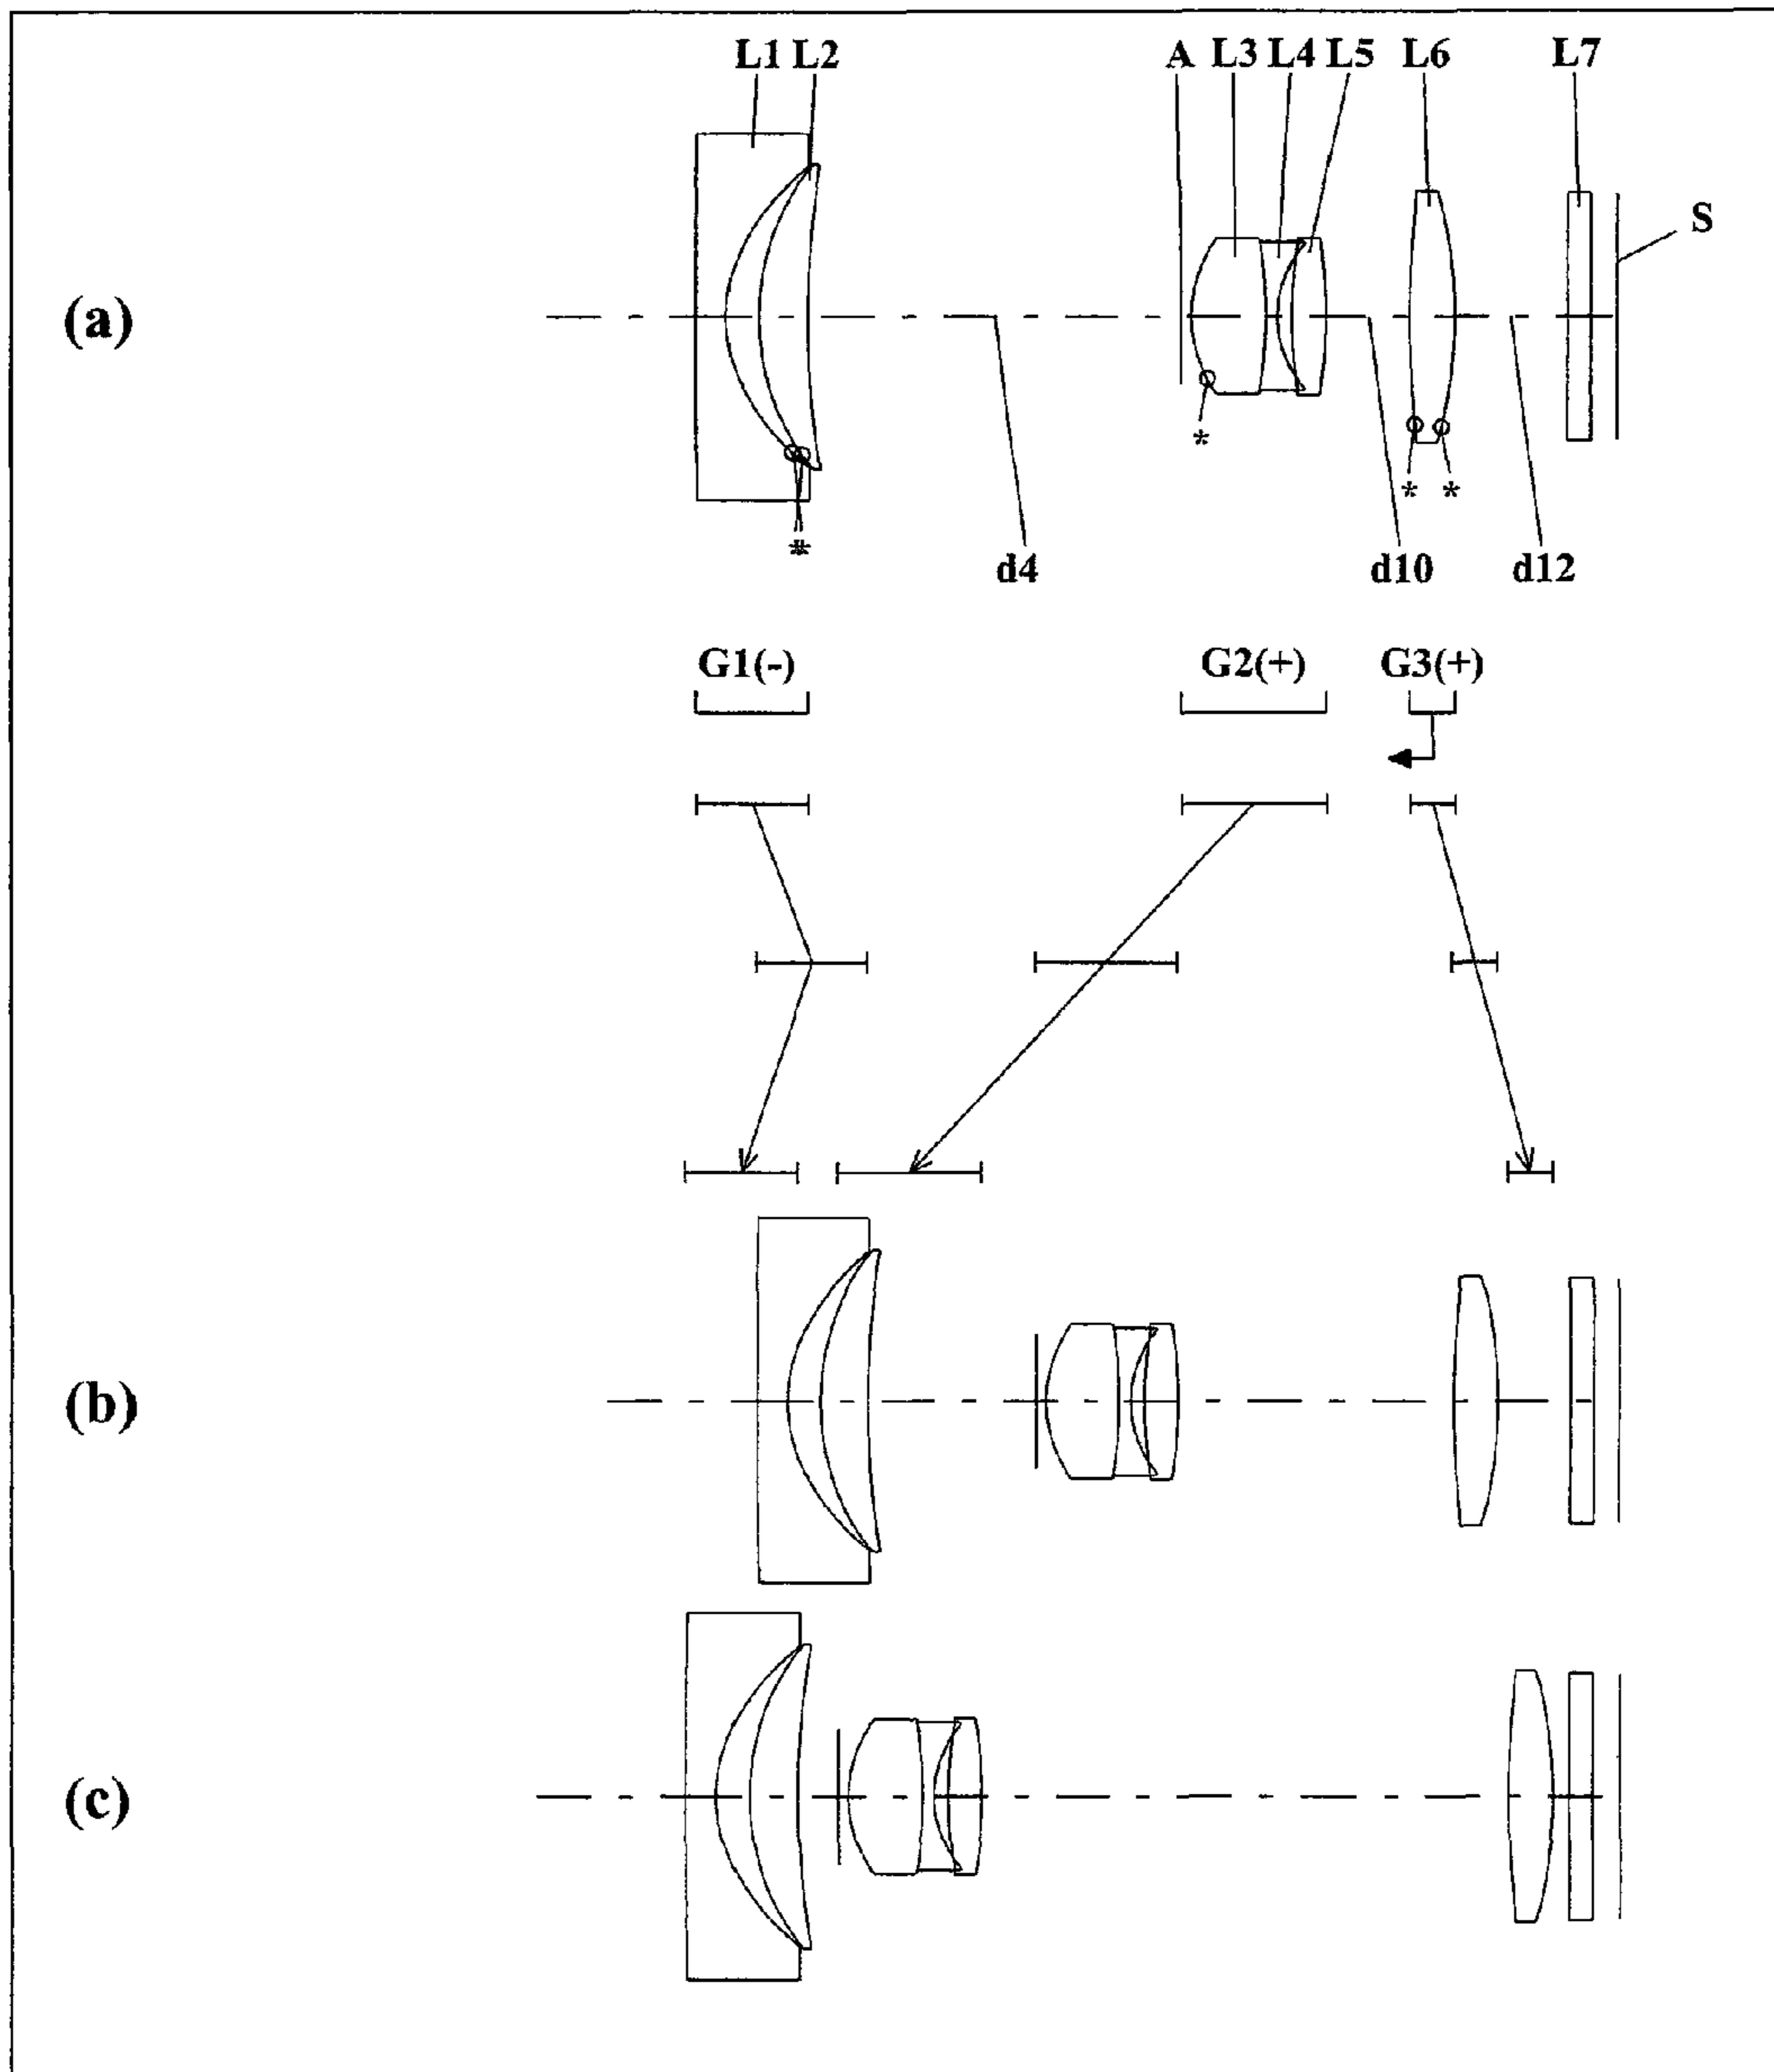 L1 L2 A L3 L4 L5 L6 L7
S
(a)
*
* *
*
d4 d10 d12
G1(-) G2(+) G3(+)
(b)
(c)